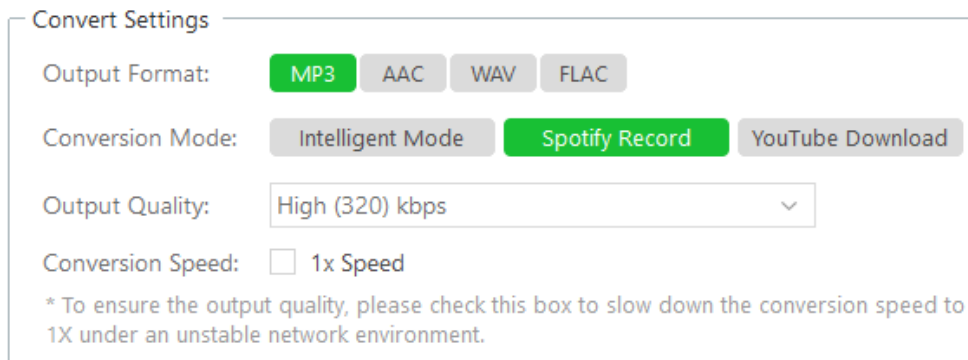 Convert Settings
Output Format: MP3 AAC WAV FLAC
Conversion Mode: Intelligent Mode Spotify Record YouTube Download
Output Quality: High (320) kbps
Conversion Speed: 1x Speed
* To ensure the output quality, please check this box to slow down the conversion speed to
1X under an unstable network environment.